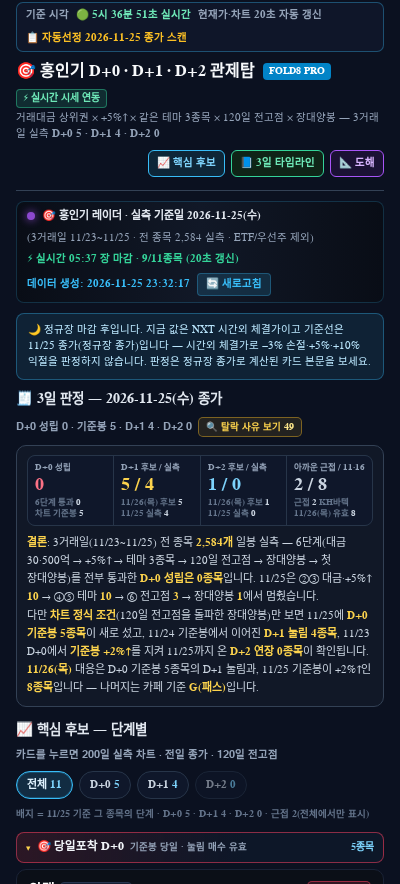 기준 시각 🟢 5시 36분 51초 실시간 현재가·차트 20초 자동 갱신
📋 자동선정 2026-11-25 종가 스캔
🎯 홍인기 D+0 · D+1 · D+2 관제탑 FOLD8 PRO
⚡ 실시간 시세 연동
거래대금 상위권 × +5%↑ × 같은 테마 3종목 × 120일 전고점 × 장대양봉 — 3거래
일 실측 D+0 5 · D+1 4 · D+2 0
📈 핵심 후보 📘 3일 타임라인 📐 도해
🎯 홍인기 레이더 · 실측 기준일 2026-11-25(수)
(3거래일 11/23~11/25 · 전 종목 2,584 실측 · ETF/우선주 제외)
⚡ 실시간 05:37 장 마감 · 9/11종목 (20초 갱신)
데이터 생성: 2026-11-25 23:32:17 🔄 새로고침
🌙 정규장 마감 후입니다. 지금 값은 NXT 시간외 체결가이고 기준선은
11/25 종가(정규장 종가)입니다 — 시간외 체결가로 −3% 손절·+5%·+10%
익절을 판정하지 않습니다. 판정은 정규장 종가로 계산된 카드 본문을 보세요.
🧾 3일 판정 — 2026-11-25(수) 종가
D+0 성립 0 · 기준봉 5 · D+1 4 · D+2 0 🔍 탈락 사유 보기 49
D+0 성립
0
6단계 통과 0
차트 기준봉 5
D+1 후보 / 실측
5 / 4
11/26(목) 후보 5
11/25 실측 4
D+2 후보 / 실측
1 / 0
11/26(목) 후보 1
11/25 실측 0
아까운 근접 / 11·16
2 / 8
근접 2 KH바텍
11/26(목) 유효 8
결론: 3거래일(11/23~11/25) 전 종목 2,584개 일봉 실측 — 6단계(대금
30·500억 → +5%↑ → 테마 3종목 → 120일 전고점 → 장대양봉 → 첫
장대양봉)를 전부 통과한 D+0 성립은 0종목입니다. 11/25은 ②③ 대금·+5%↑
10 → ④⑤ 테마 10 → ⑥ 전고점 3 → 장대양봉 1에서 멈췄습니다.
다만 차트 정식 조건(120일 전고점을 돌파한 장대양봉)만 보면 11/25에 D+0
기준봉 5종목이 새로 섰고, 11/24 기준봉에서 이어진 D+1 눌림 4종목, 11/23
D+0에서 기준봉 +2%↑를 지켜 11/25까지 온 D+2 연장 0종목이 확인됩니다.
11/26(목) 대응은 D+0 기준봉 5종목의 D+1 눌림과, 11/25 기준봉이 +2%↑인
8종목입니다 — 나머지는 카페 기준 G(패스)입니다.
📈 핵심 후보 — 단계별
카드를 누르면 200일 실측 차트 · 전일 종가 · 120일 전고점
전체 11 D+0 5 D+1 4 D+2 0
배지 = 11/25 기준 그 종목의 단계 · D+0 5 · D+1 4 · D+2 0 · 근접 2(전체에서만 표시)
▾ 🎯 당일포착 D+0 기준봉 당일 · 눌림 매수 유효 5종목